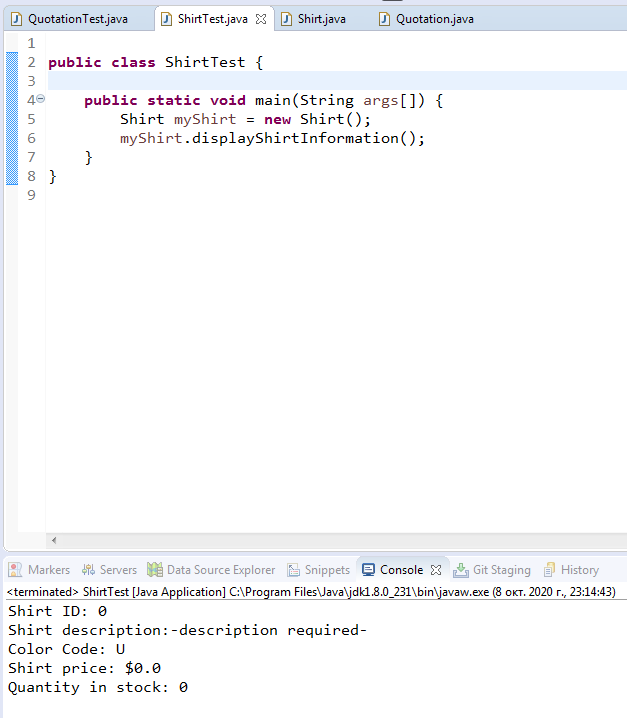 QuotationTest.java ShirtTest.java Shirt.java Quotation.java
1
2 public class ShirtTest {
3
4 public static void main(String args[]) {
5 Shirt myShirt = new Shirt();
6 myShirt.displayShirtInformation();
7 }
8 }
9
Markers Servers Data Source Explorer Snippets Console Git Staging History
<terminated> ShirtTest [Java Application] C:\Program Files\Java\jdk1.8.0_231\bin\javaw.exe (8 окт. 2020 г., 23:14:43)
Shirt ID: 0
Shirt description:-description required-
Color Code: U
Shirt price: $0.0
Quantity in stock: 0